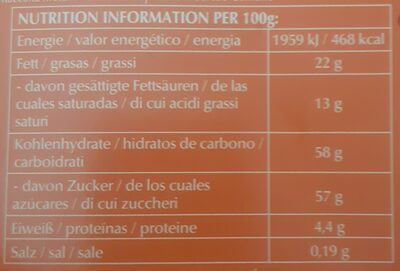 NUTRITION INFORMATION PER 100g:
Energie / valor energético / energia 1959 kJ / 468 kcal
Fett / grasas / grassi 22 g
- davon gesättigte Fettsäuren / de las
cuales saturadas / di cui acidi grassi 13 g
saturi
Kohlenhydrate / hidratos de carbono / 58 g
carboidrati
- davon Zucker / de los cuales 57 g
azúcares / di cui zuccheri
Eiweiß / proteínas / proteine 4,4 g
Salz / sal / sale 0,19 g